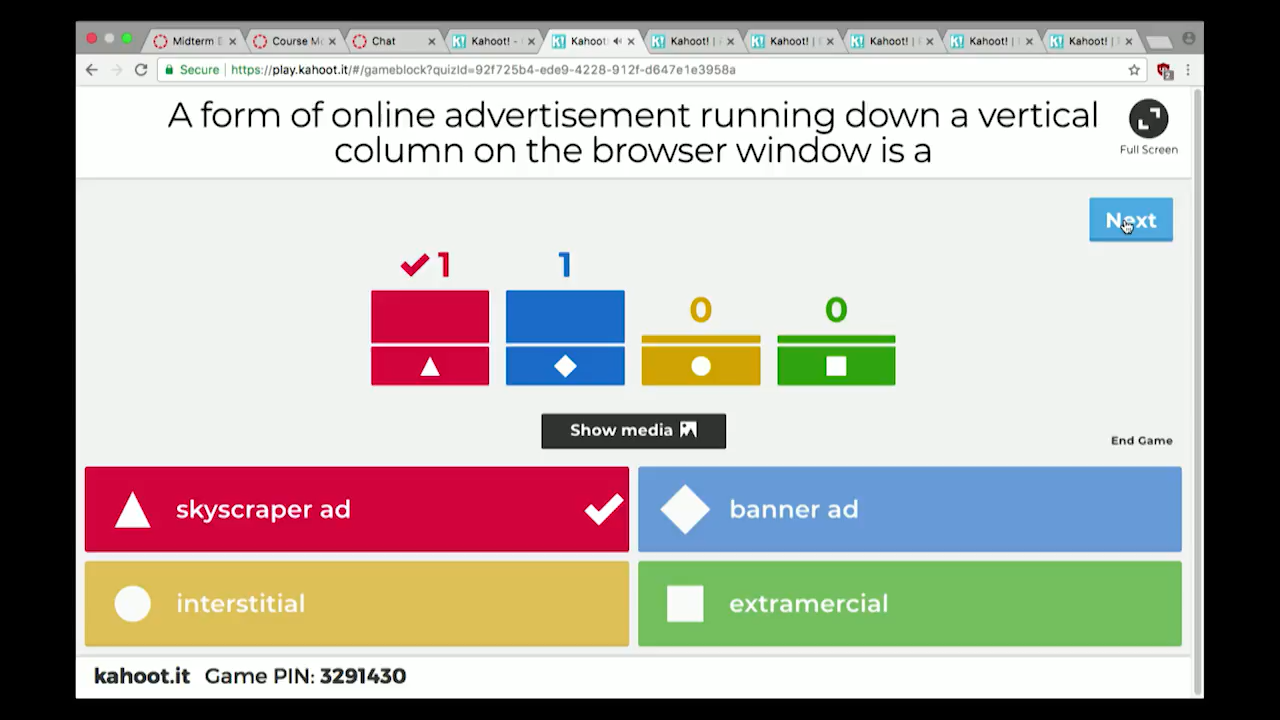 Midterm
Course Mo
Chat
Kahoot! -
Kahoot!
Kahoot! |
Kahoot! |
Kahoot! |
Kahoot! |
Kahoot! |
Secure
https://play.kahoot.it/#/gameblock?quizId=92f725b4-ede9-4228-912f-d647e1e3958a
A form of online advertisement running down a vertical
column on the browser window is a
Full Screen
Next
1
1
0
0
Show media
End Game
skyscraper ad
banner ad
interstitial
extramercial
kahoot.it Game PIN: 3291430